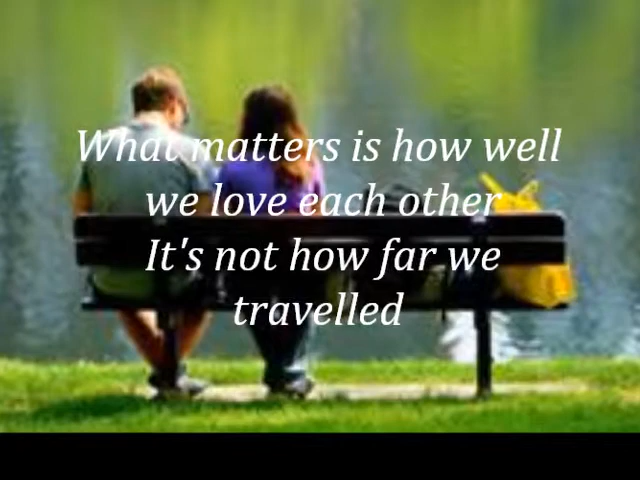 What matters is how well
we love each other
It's not how far we
travelled